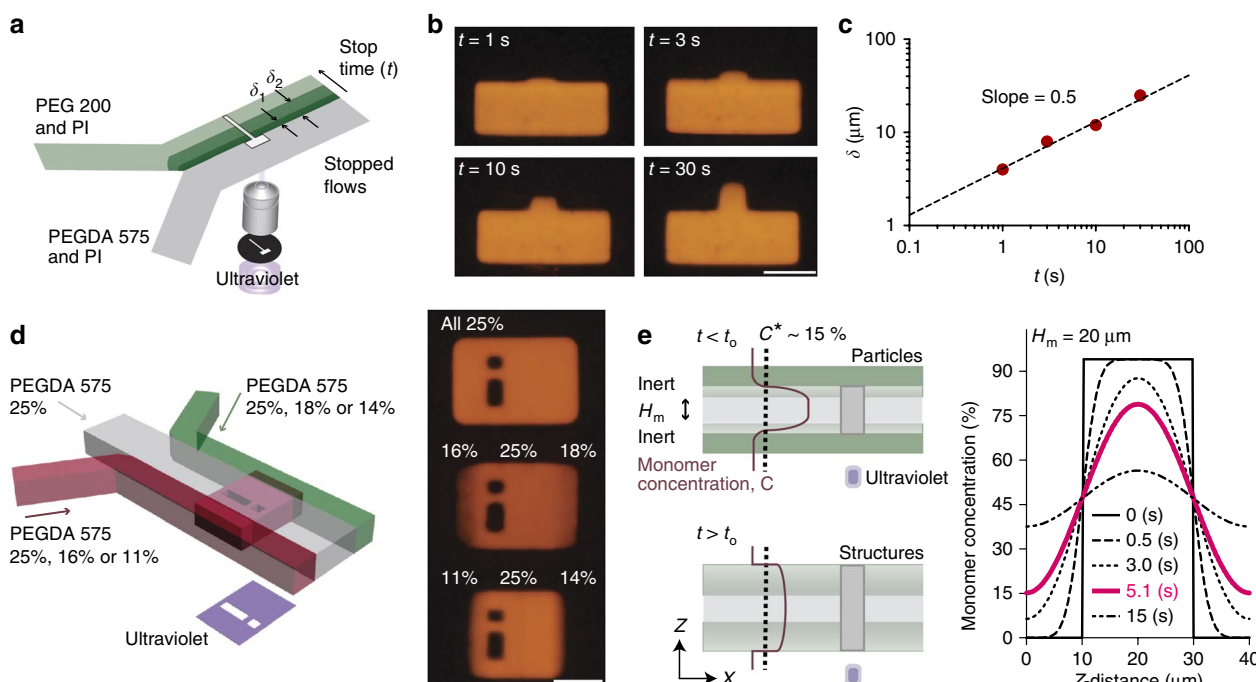 a
Stop
time (t)
δ1
δ2
PEG 200
and PI
Stopped
flows
PEGDA 575
and PI
Ultraviolet
b
t = 1 s
t = 3 s
t = 10 s
t = 30 s
c
100
10
1
δ (μm)
Slope = 0.5
0.1
1
10
100
t (s)
d
PEGDA 575
25%
PEGDA 575
25%, 18% or 14%
PEGDA 575
25%, 16% or 11%
Ultraviolet
All 25%
16% 25% 18%
11% 25% 14%
e
t < to
C* ~ 15 %
Particles
Inert
Hm
Inert
Monomer
concentration, C
Ultraviolet
t > to
Structures
Z
X
Hm = 20 μm
Monomer concentration (%)
90
75
60
45
30
15
0
0 (s)
0.5 (s)
3.0 (s)
5.1 (s)
15 (s)
0 10 20 30 40
Z-distance (μm)